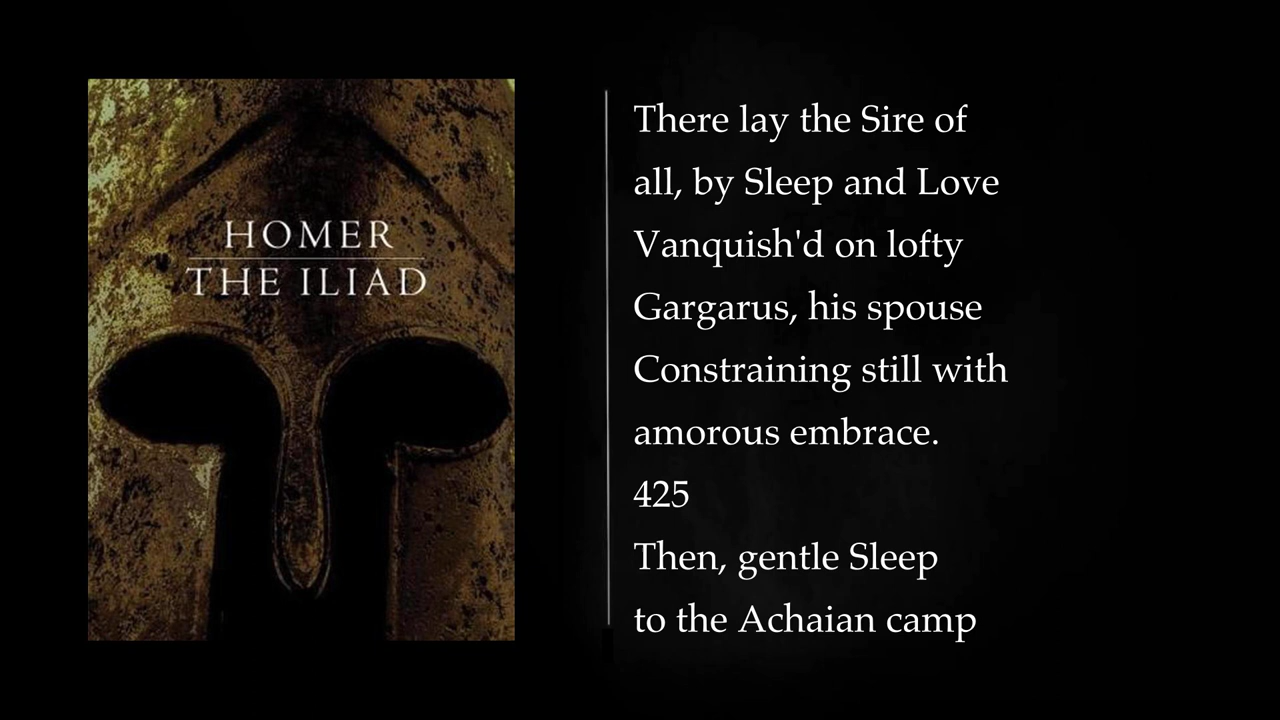 HOMER
THE ILIAD
There lay the Sire of
all, by Sleep and Love
Vanquish'd on lofty
Gargarus, his spouse
Constraining still with
amorous embrace.
425
Then, gentle Sleep
to the Achaian camp